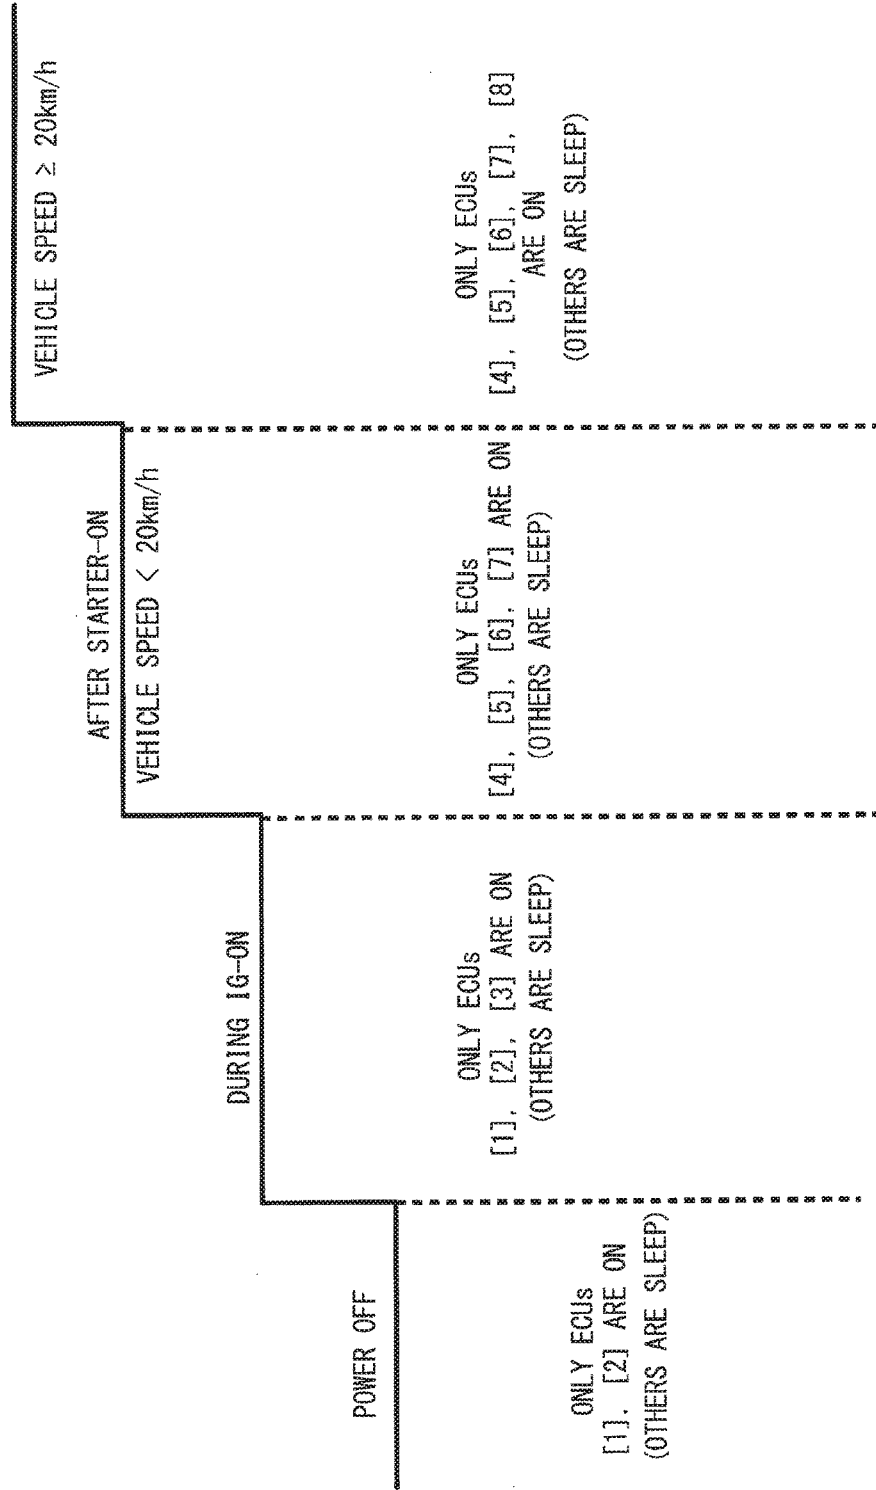 POWER OFF
ONLY ECUs
[1], [2] ARE ON
(OTHERS ARE SLEEP)
DURING IG-ON
ONLY ECUs
[1], [2], [3] ARE ON
(OTHERS ARE SLEEP)
AFTER STARTER-ON
VEHICLE SPEED < 20km/h
ONLY ECUs
[4], [5], [6], [7] ARE ON
(OTHERS ARE SLEEP)
VEHICLE SPEED ≥ 20km/h
ONLY ECUs
[4], [5], [6], [7], [8]
ARE ON
(OTHERS ARE SLEEP)